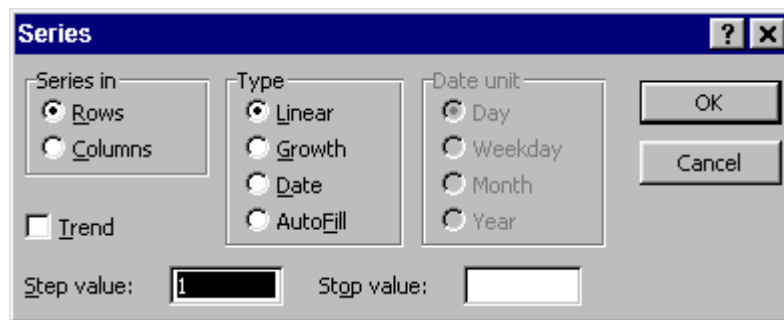 Series
Series in
Rows
Columns
Trend
Type
Linear
Growth
Date
AutoFill
Date unit
Day
Weekday
Month
Year
OK
Cancel
Step value: 1
Stop value: